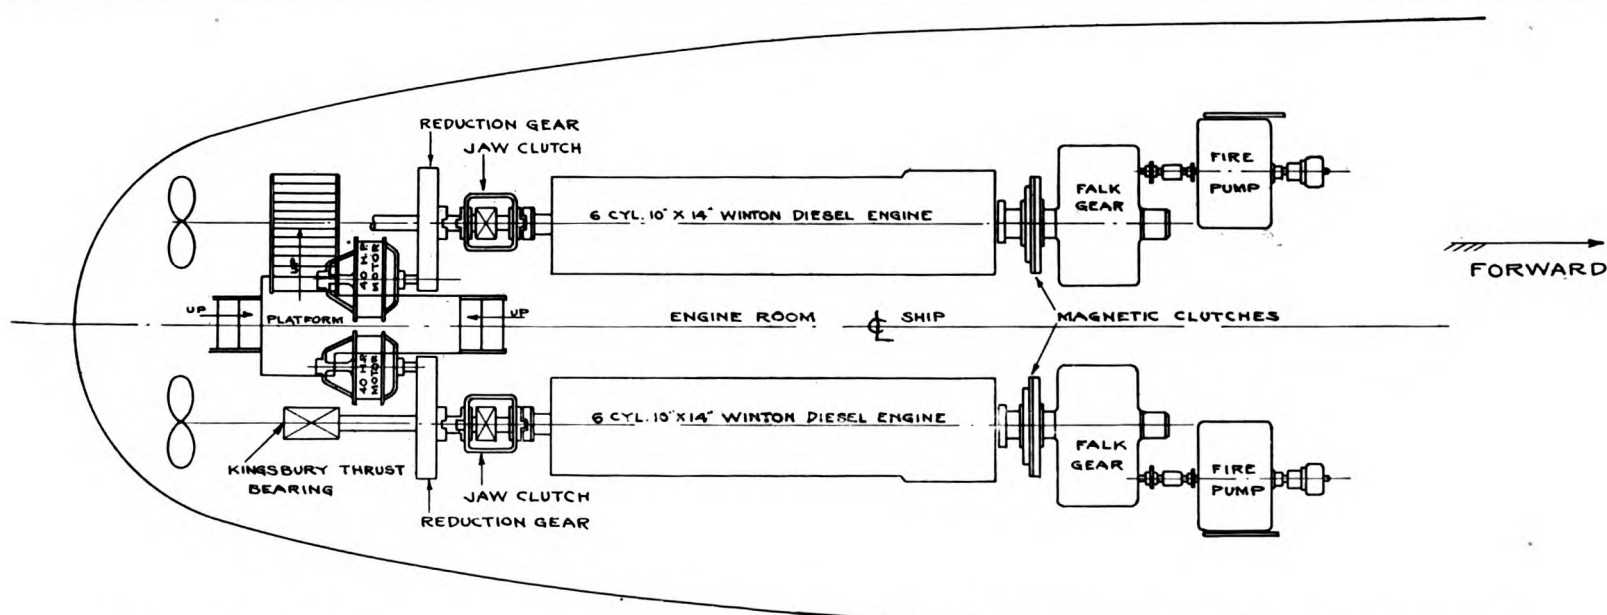 REDUCTION GEAR
JAW CLUTCH
FIRE
PUMP
FALK
GEAR
6 CYL. 10" X 14" WINTON DIESEL ENGINE
FORWARD
UP
40 H.P.
MOTOR
UP
PLATFORM
UP
ENGINE ROOM
℄ SHIP
MAGNETIC CLUTCHES
40 H.P.
MOTOR
6 CYL. 10" X 14" WINTON DIESEL ENGINE
FALK
GEAR
FIRE
PUMP
KINGSBURY THRUST
BEARING
JAW CLUTCH
REDUCTION GEAR